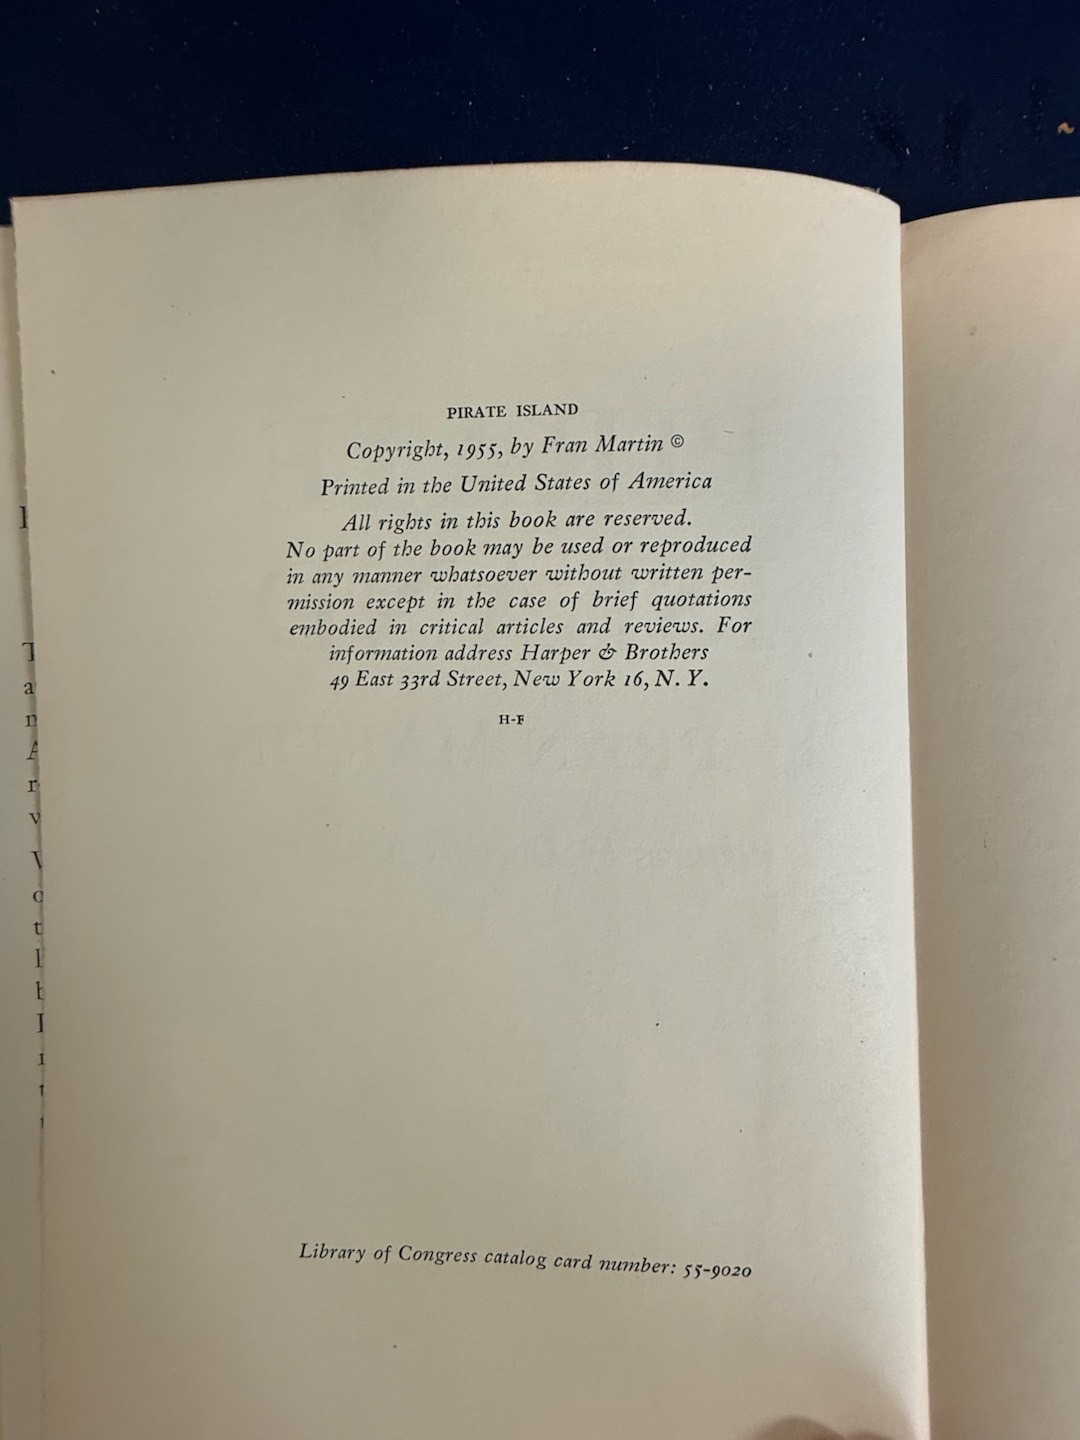 PIRATE ISLAND
Copyright, 1955, by Fran Martin ©
Printed in the United States of America
All rights in this book are reserved.
No part of the book may be used or reproduced
in any manner whatsoever without written per-
mission except in the case of brief quotations
embodied in critical articles and reviews. For
information address Harper & Brothers
49 East 33rd Street, New York 16, N. Y.
H-F
Library of Congress catalog card number: 55-9020